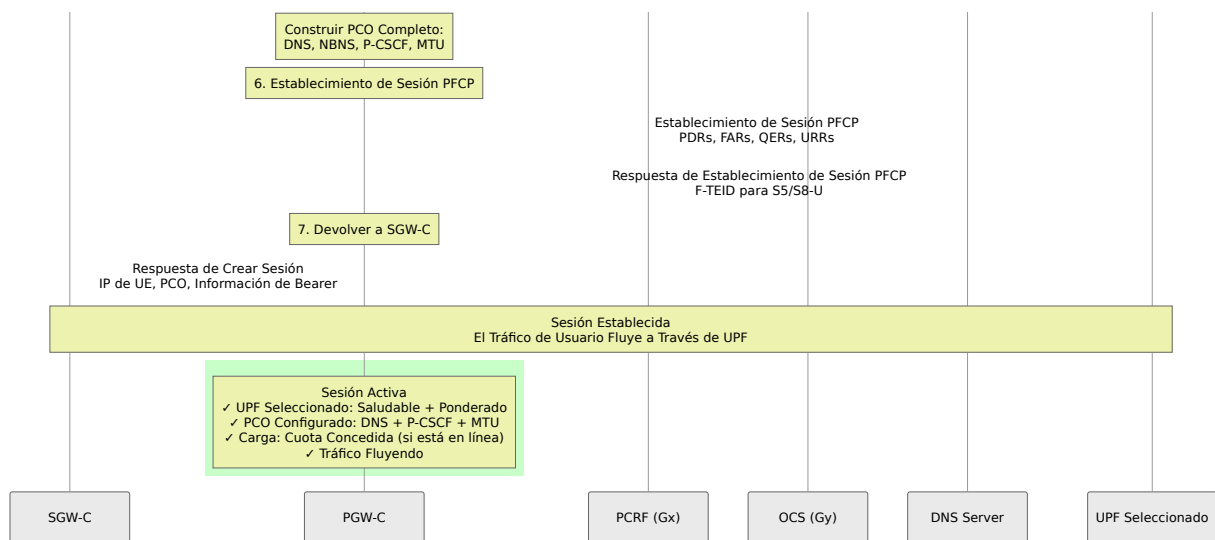 Construir PCO Completo:
DNS, NBNS, P-CSCF, MTU
6. Establecimiento de Sesión PFCP
Establecimiento de Sesión PFCP
PDRs, FARs, QERs, URRs
Respuesta de Establecimiento de Sesión PFCP
F-TEID para S5/S8-U
7. Devolver a SGW-C
Respuesta de Crear Sesión
IP de UE, PCO, Información de Bearer
Sesión Establecida
El Tráfico de Usuario Fluye a Través de UPF
Sesión Activa
✓ UPF Seleccionado: Saludable + Ponderado
✓ PCO Configurado: DNS + P-CSCF + MTU
✓ Carga: Cuota Concedida (si está en línea)
✓ Tráfico Fluyendo
SGW-C
PGW-C
PCRF (Gx)
OCS (Gy)
DNS Server
UPF Seleccionado